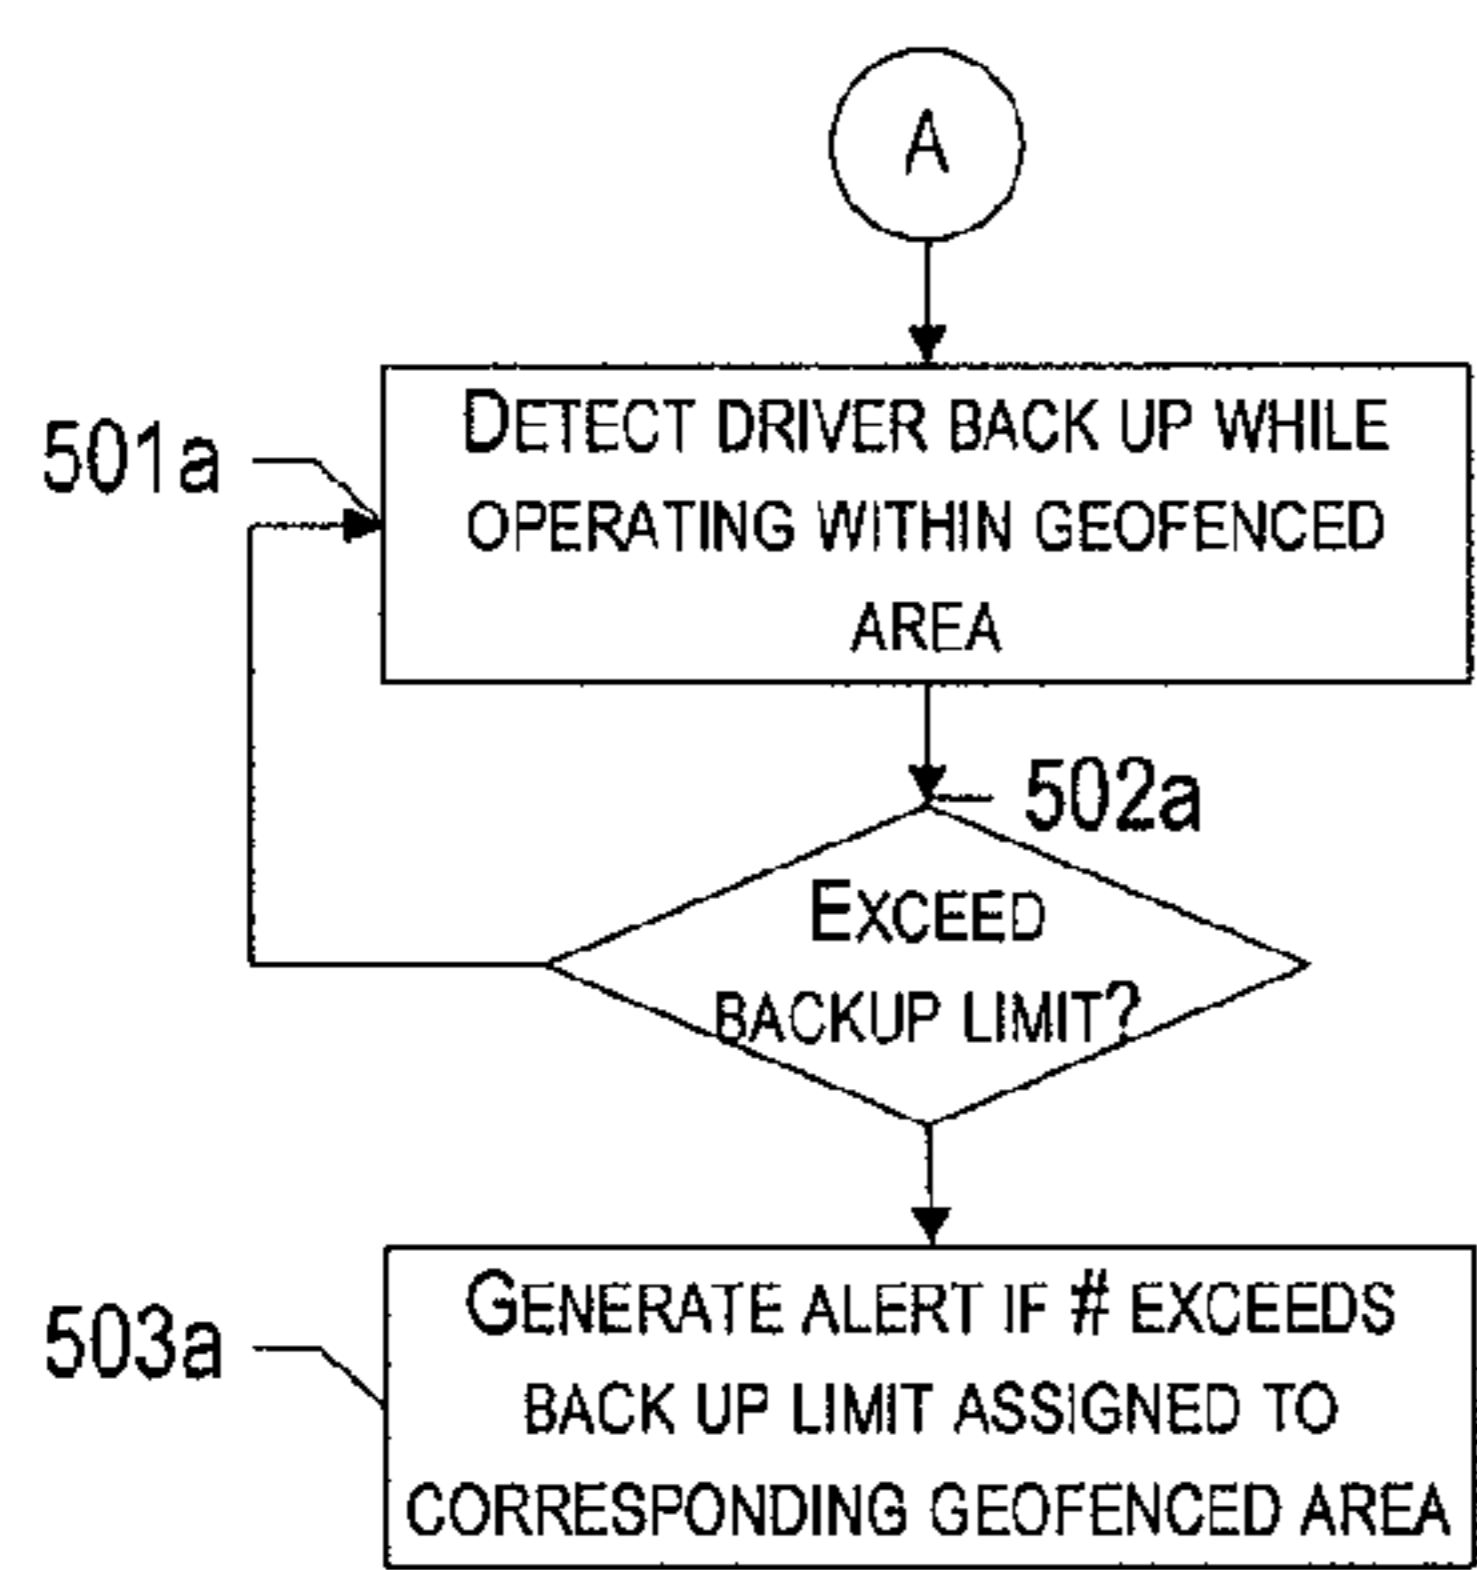 A
501a
DETECT DRIVER BACK UP WHILE
OPERATING WITHIN GEOFENCED
AREA
502a
EXCEED
BACKUP LIMIT?
503a
GENERATE ALERT IF # EXCEEDS
BACK UP LIMIT ASSIGNED TO
CORRESPONDING GEOFENCED AREA